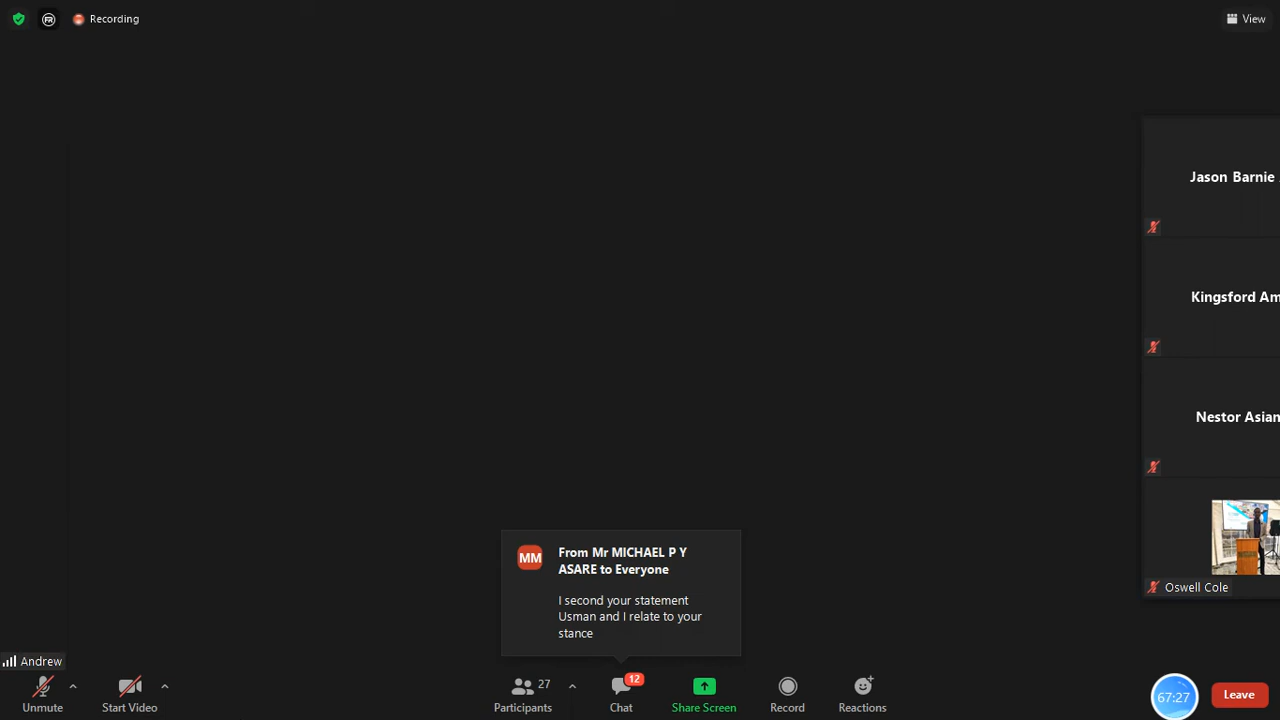 FR
Recording
View
Jason Barnie
Kingsford Am
Nestor Asian
Oswell Cole
MM
From Mr MICHAEL P Y
ASARE to Everyone
I second your statement
Usman and I relate to your
stance
Andrew
Unmute
Start Video
27
Participants
12
Chat
Share Screen
Record
Reactions
67:27
Leave